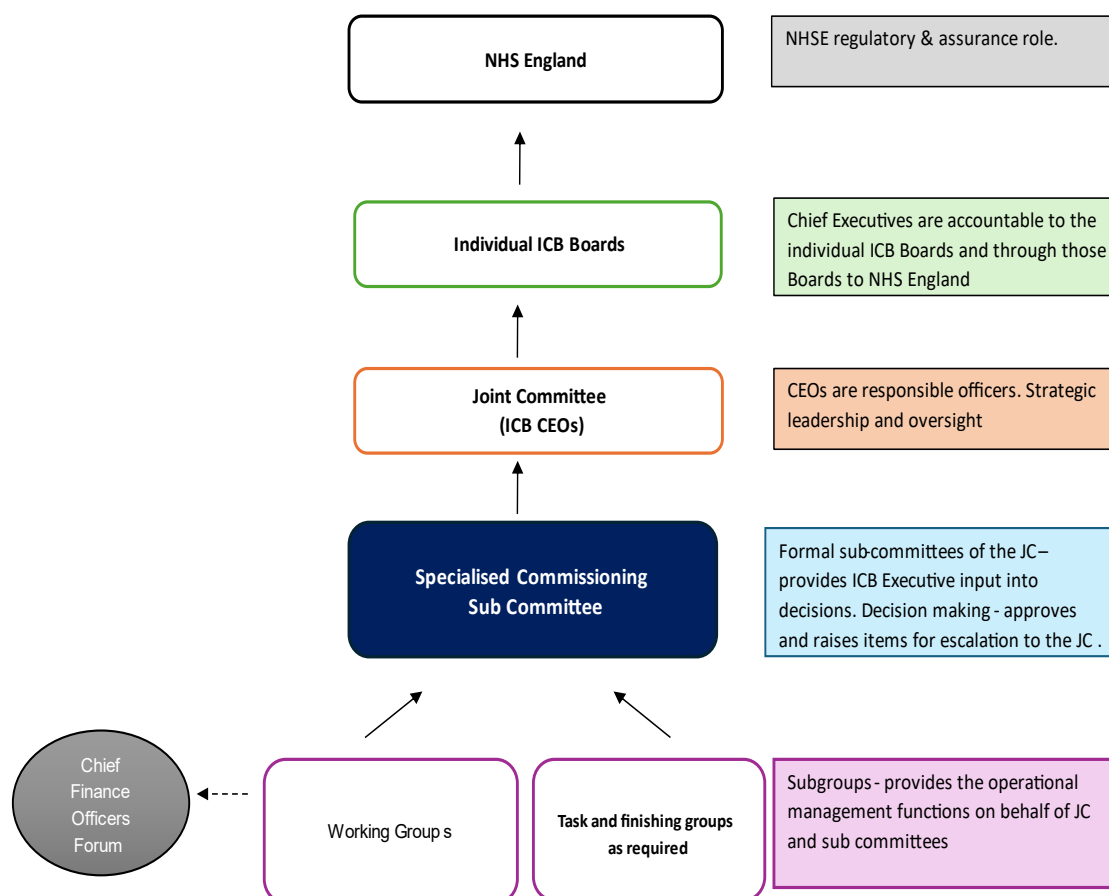 NHS England
NHSE regulatory & assurance role.
Individual ICB Boards
Chief Executives are accountable to the
individual ICB Boards and through those
Boards to NHS England
Joint Committee
(ICB CEOs)
CEOs are responsible officers. Strategic
leadership and oversight
Specialised Commissioning
Sub Committee
Formal sub-committees of the JC–
provides ICB Executive input into
decisions. Decision making - approves
and raises items for escalation to the JC .
Chief
Finance
Officers
Forum
Working Group s
Task and finishing groups
as required
Subgroups - provides the operational
management functions on behalf of JC
and sub committees